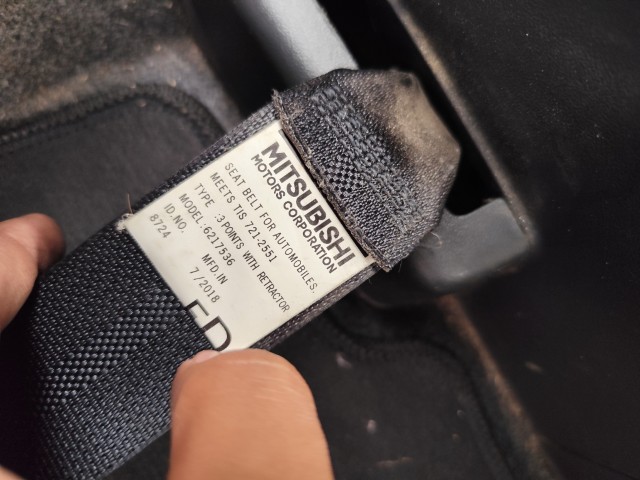 MITSUBISHI
MOTORS CORPORATION
SEAT BELT FOR AUTOMOBILES.
MEETS TIS 721-2551
TYPE :3 POINTS WITH RETRACTOR
MODEL:6217536
ID.NO. MFD.IN
8724 7/2018